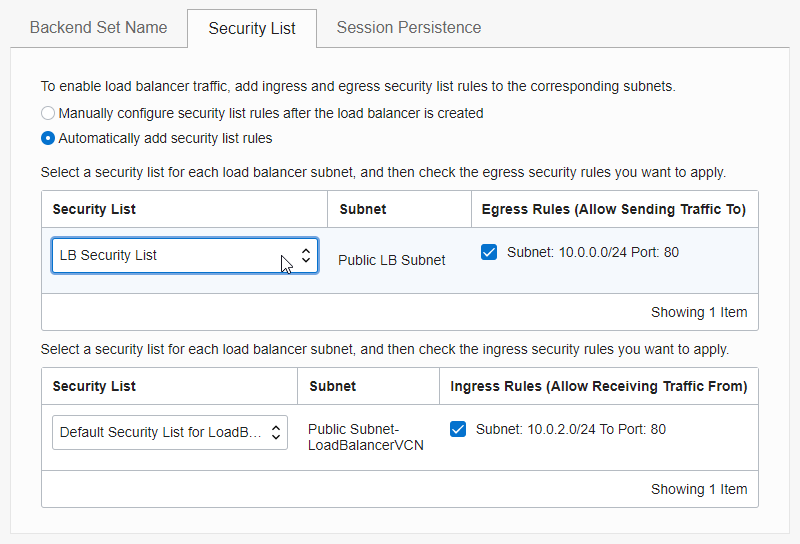 Backend Set Name Security List Session Persistence
To enable load balancer traffic, add ingress and egress security list rules to the corresponding subnets.
Manually configure security list rules after the load balancer is created
Automatically add security list rules
Select a security list for each load balancer subnet, and then check the egress security rules you want to apply.
Security List Subnet Egress Rules (Allow Sending Traffic To)
LB Security List Public LB Subnet Subnet: 10.0.0.0/24 Port: 80
Showing 1 Item
Select a security list for each load balancer subnet, and then check the ingress security rules you want to apply.
Security List Subnet Ingress Rules (Allow Receiving Traffic From)
Default Security List for LoadB... Public Subnet- Subnet: 10.0.2.0/24 To Port: 80
LoadBalancerVCN
Showing 1 Item